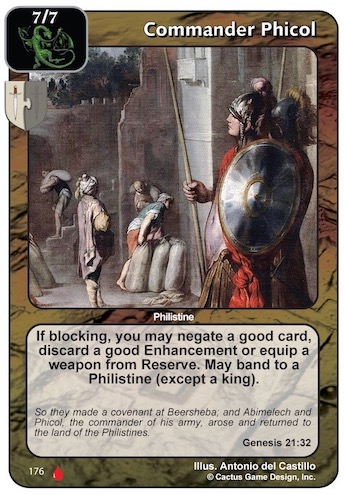 7/7
Commander Phicol
Philistine
If blocking, you may negate a good card,
discard a good Enhancement or equip a
weapon from Reserve. May band to a
Philistine (except a king).
So they made a covenant at Beersheba; and Abimelech and
Phicol, the commander of his army, arose and returned to
the land of the Philistines.
Genesis 21:32
176
Illus. Antonio del Castillo
© Cactus Game Design, Inc.